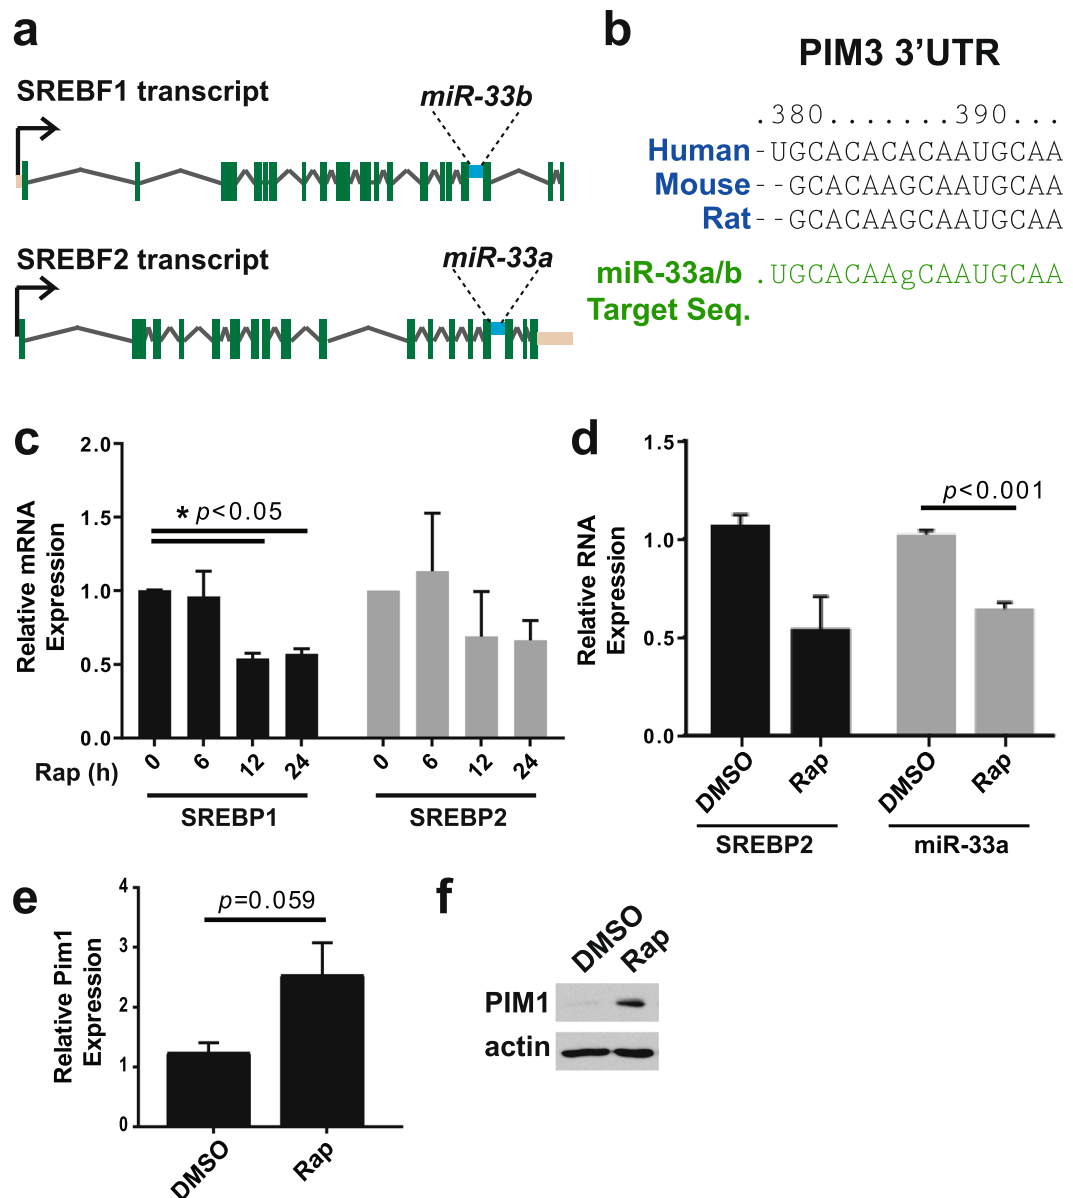 a
SREBF1 transcript
miR-33b
SREBF2 transcript
miR-33a
b
PIM3 3'UTR
.380.......390...
Human -UGCACACACAAUGCAA
Mouse --GCACAAGCAAUGCAA
Rat --GCACAAGCAAUGCAA
miR-33a/b .UGCACAAgCAAUGCAA
Target Seq.
c
Relative mRNA
Expression
2.0
1.5
1.0
0.5
0.0
* p<0.05
Rap (h) 0 6 12 24 0 6 12 24
SREBP1 SREBP2
d
Relative RNA
Expression
1.5
1.0
0.5
0.0
p<0.001
DMSO Rap DMSO Rap
SREBP2 miR-33a
e
Relative Pim1
Expression
4
3
2
1
0
p=0.059
DMSO Rap
f
DMSO Rap
PIM1
actin